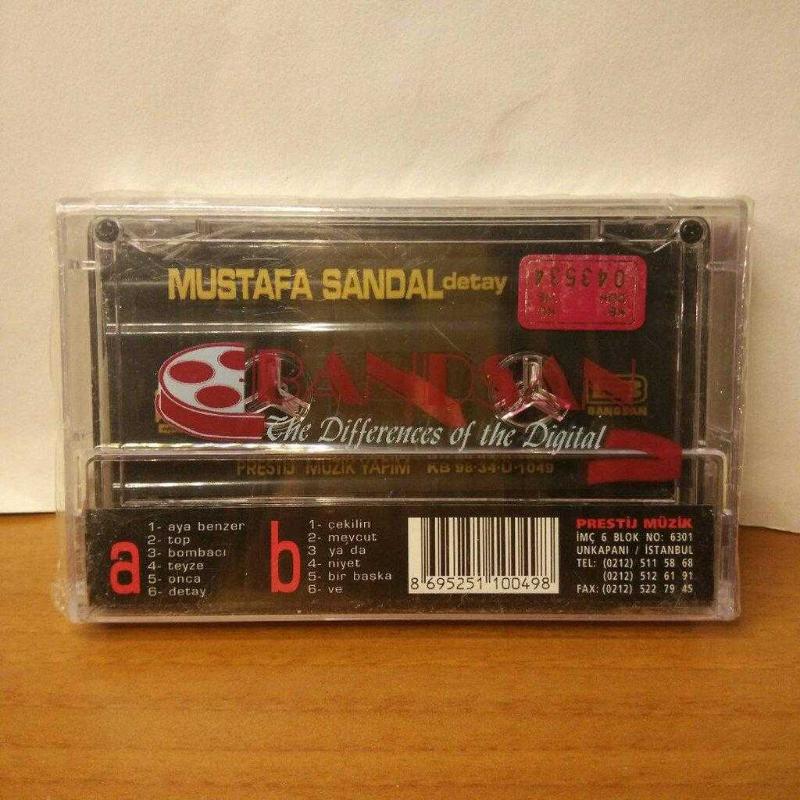 MUSTAFA SANDAL detay
043534
BANDSAN
BANDSAN
The Differences of the Digital
PRESTİJ MÜZİK YAPIM KB 98·34·Ü·1049
a
1- aya benzer
2- top
3- bombacı
4- teyze
5- onca
6- detay
b
1- çekilin
2- mevcut
3- ya da
4- niyet
5- bir başka
6- ve
8 695251 100498
PRESTİJ MÜZİK
İMÇ 6 BLOK NO: 6301
UNKAPANI / İSTANBUL
TEL: (0212) 511 58 68
(0212) 512 61 91
FAX: (0212) 522 79 45